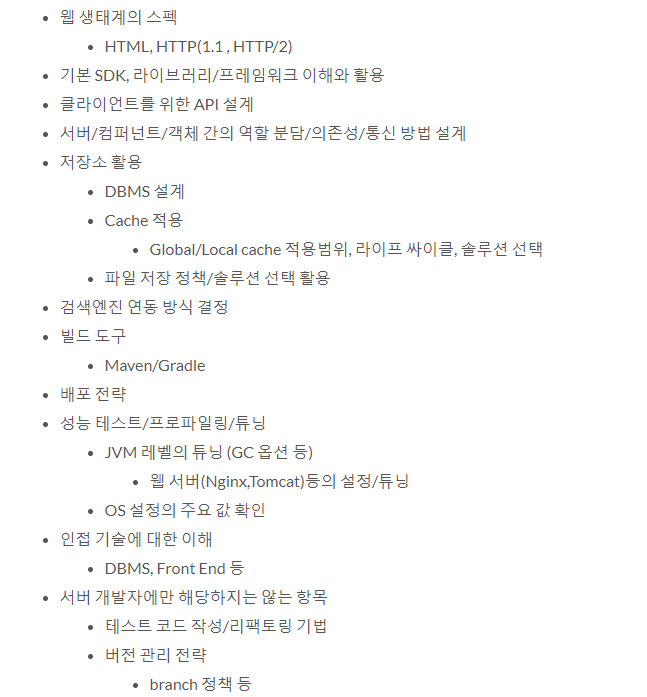 웹 생태계의 스펙
HTML, HTTP(1.1 , HTTP/2)
기본 SDK, 라이브러리/프레임워크 이해와 활용
클라이언트를 위한 API 설계
서버/컴퍼넌트/객체 간의 역할 분담/의존성/통신 방법 설계
저장소 활용
DBMS 설계
Cache 적용
Global/Local cache 적용범위, 라이프 싸이클, 솔루션 선택
파일 저장 정책/솔루션 선택 활용
검색엔진 연동 방식 결정
빌드 도구
Maven/Gradle
배포 전략
성능 테스트/프로파일링/튜닝
JVM 레벨의 튜닝 (GC 옵션 등)
웹 서버(Nginx,Tomcat)등의 설정/튜닝
OS 설정의 주요 값 확인
인접 기술에 대한 이해
DBMS, Front End 등
서버 개발자에만 해당하지는 않는 항목
테스트 코드 작성/리팩토링 기법
버전 관리 전략
branch 정책 등